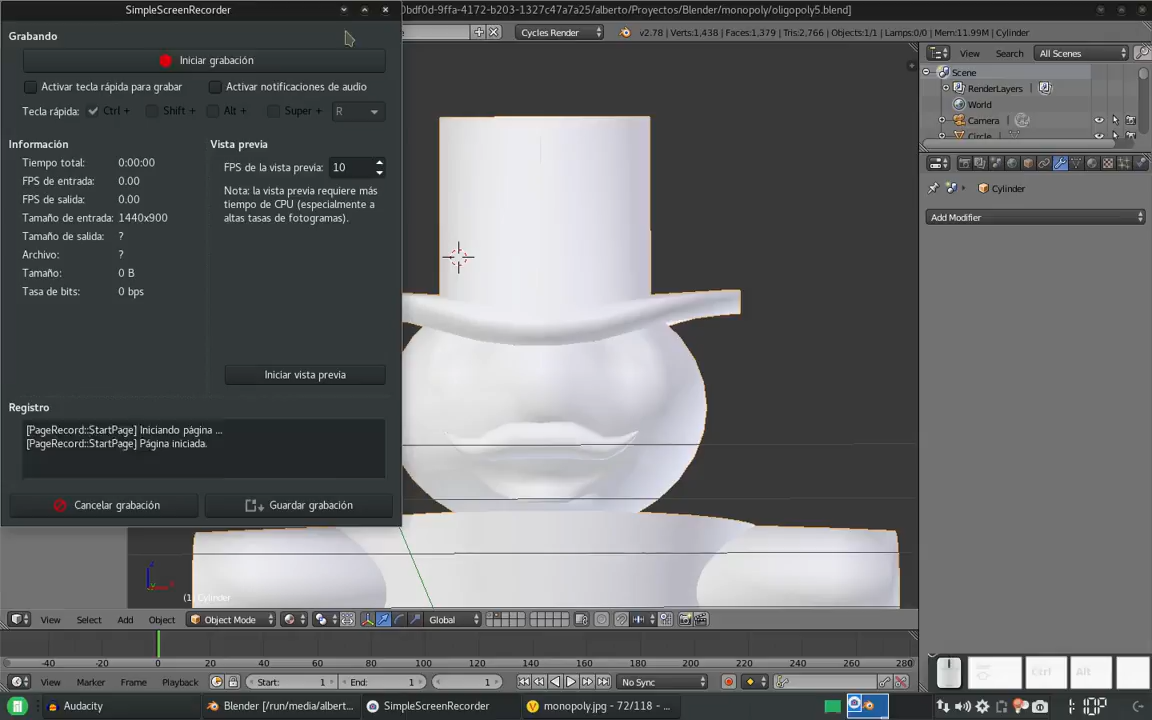 SimpleScreenRecorder
bdf0d-9ffa-4172-b203-1327c47a7a25/alberto/Proyectos/Blender/monopoly/oligopoly5.blend]
Grabando
Iniciar grabación
Activar tecla rápida para grabar
Activar notificaciones de audio
Tecla rápida:
Ctrl +
Shift +
Alt +
Super +
R
Información
Tiempo total: 0:00:00
FPS de entrada: 0.00
FPS de salida: 0.00
Tamaño de entrada: 1440x900
Tamaño de salida: ?
Archivo: ?
Tamaño: 0 B
Tasa de bits: 0 bps
Vista previa
FPS de la vista previa: 10
Nota: la vista previa requiere más
tiempo de CPU (especialmente a
altas tasas de fotogramas).
Iniciar vista previa
Registro
[PageRecord::StartPage] Iniciando página ...
[PageRecord::StartPage] Página iniciada.
Cancelar grabación
Guardar grabación
Cycles Render
v2.78 | Verts:1,438 | Faces:1,379 | Tris:2,766 | Objects:1/1 | Lamps:0/0 | Mem:11.99M | Cylinder
View
Search
All Scenes
Scene
RenderLayers
World
Camera
Circle
Cylinder
Add Modifier
Cylinder
View
Select
Add
Object
Object Mode
Global
-40 -20 0 20 40 60 80 100 120 140 160 180 200 220 240 260 280
View
Marker
Frame
Playback
Start: 1
End: 1
1
No Sync
Ctrl
Alt
Audacity
Blender [/run/media/albert...
SimpleScreenRecorder
monopoly.jpg - 72/118 - ...